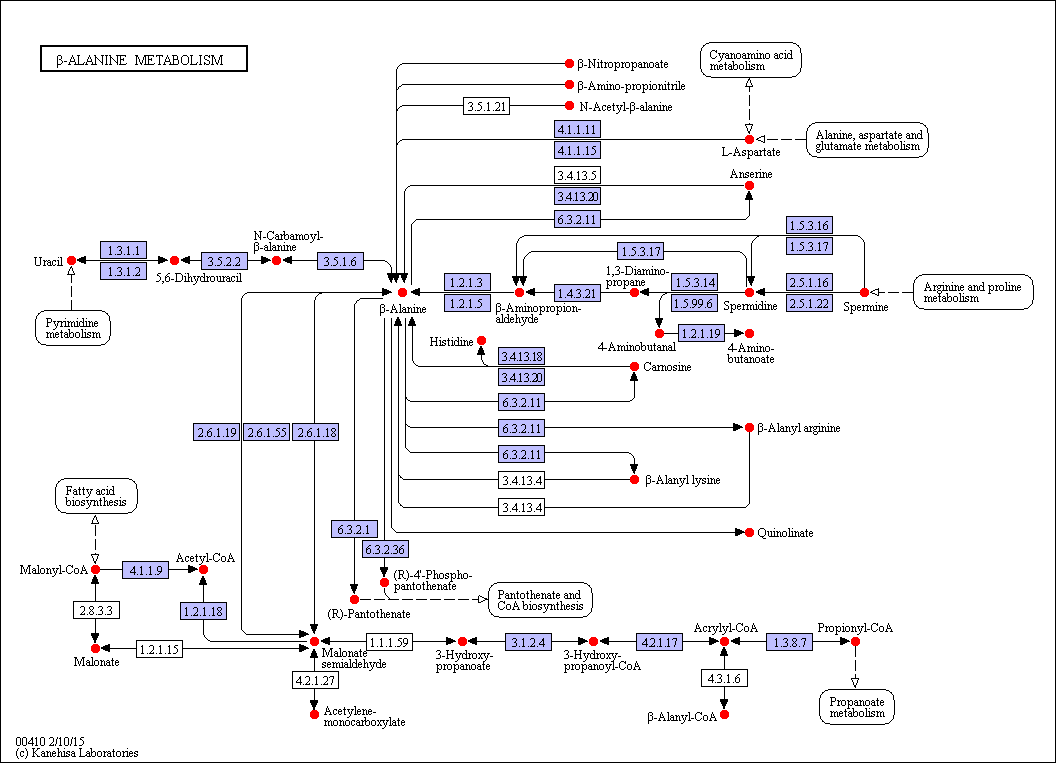 β-ALANINE METABOLISM
β-Nitropropanoate
β-Amino-propionitrile
3.5.1.21
N-Acetyl-β-alanine
Cyanoamino acid
metabolism
4.1.1.11
4.1.1.15
L-Aspartate
Alanine, aspartate and
glutamate metabolism
3.4.13.5
3.4.13.20
6.3.2.11
Anserine
1.5.3.16
1.5.3.17
1.5.3.17
Uracil
1.3.1.1
1.3.1.2
5,6-Dihydrouracil
3.5.2.2
N-Carbamoyl-
β-alanine
3.5.1.6
β-Alanine
1.2.1.3
1.2.1.5
β-Aminopropion-
aldehyde
1.4.3.21
1,3-Diamino-
propane
1.5.3.14
1.5.99.6
Spermidine
2.5.1.16
2.5.1.22
Spermine
Arginine and proline
metabolism
Pyrimidine
metabolism
4-Aminobutanal
1.2.1.19
4-Amino-
butanoate
Histidine
3.4.13.18
3.4.13.20
Carnosine
6.3.2.11
6.3.2.11
β-Alanyl arginine
6.3.2.11
β-Alanyl lysine
3.4.13.4
3.4.13.4
2.6.1.19
2.6.1.55
2.6.1.18
Quinolinate
6.3.2.1
6.3.2.36
(R)-4'-Phospho-
pantothenate
(R)-Pantothenate
Pantothenate and
CoA biosynthesis
Fatty acid
biosynthesis
Malonyl-CoA
4.1.1.9
Acetyl-CoA
2.8.3.3
1.2.1.18
Malonate
1.2.1.15
Malonate
semialdehyde
1.1.1.59
3-Hydroxy-
propanoate
3.1.2.4
3-Hydroxy-
propanoyl-CoA
4.2.1.17
Acrylyl-CoA
1.3.8.7
Propionyl-CoA
4.2.1.27
Acetylene-
monocarboxylate
4.3.1.6
β-Alanyl-CoA
Propanoate
metabolism
00410 2/10/15
(c) Kanehisa Laboratories